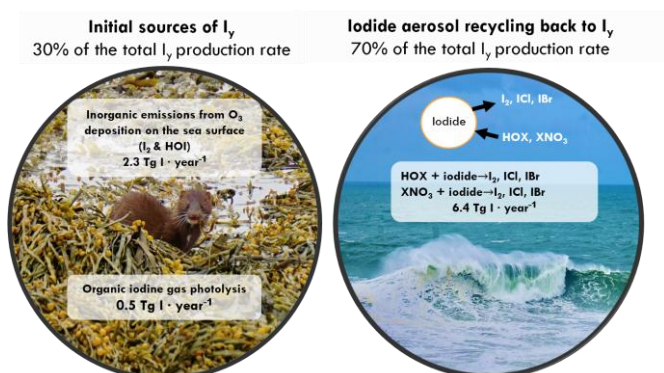 Initial sources of Iy
30% of the total Iy production rate
Inorganic emissions from O3
deposition on the sea surface
(I2 & HOI)
2.3 Tg I · year-1
Organic iodine gas photolysis
0.5 Tg I · year-1
Iodide aerosol recycling back to Iy
70% of the total Iy production rate
I2, ICl, IBr
Iodide
HOX, XNO3
HOX + iodide→I2, ICl, IBr
XNO3 + iodide→I2, ICl, IBr
6.4 Tg I · year-1